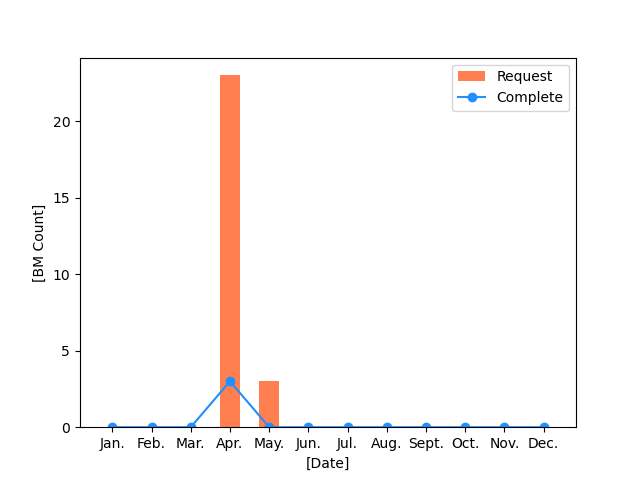 Request
Complete
20
15
10
5
0
[BM Count]
Jan. Feb. Mar. Apr. May. Jun. Jul. Aug. Sept. Oct. Nov. Dec.
[Date]